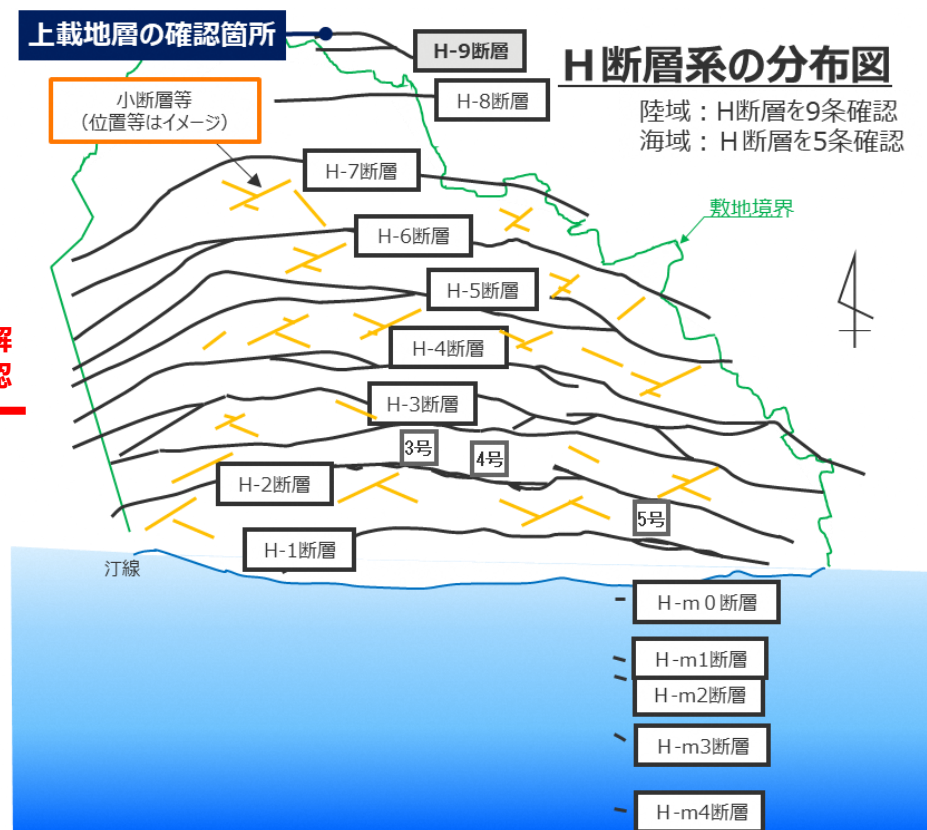 上載地層の確認箇所
H-9断層
H断層系の分布図
小断層等
(位置等はイメージ)
H-8断層
陸域：H断層を9条確認
海域：H断層を5条確認
H-7断層
敷地境界
H-6断層
H-5断層
解
認
H-4断層
H-3断層
3号
4号
H-2断層
5号
H-1断層
汀線
H-m0断層
H-m1断層
H-m2断層
H-m3断層
H-m4断層